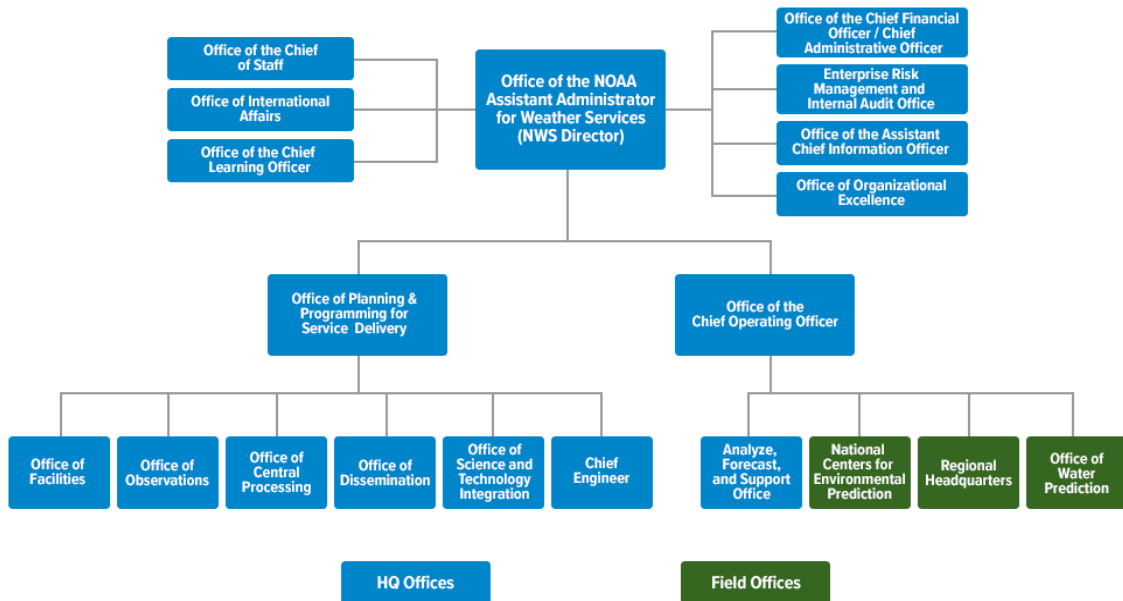 Office of the Chief
of Staff
Office of International
Affairs
Office of the Chief
Learning Officer
Office of the NOAA
Assistant Administrator
for Weather Services
(NWS Director)
Office of the Chief Financial
Officer / Chief
Administrative Officer
Enterprise Risk
Management and
Internal Audit Office
Office of the Assistant
Chief Information Officer
Office of Organizational
Excellence
Office of Planning &
Programming for
Service Delivery
Office of the
Chief Operating Officer
Office of
Facilities
Office of
Observations
Office of
Central
Processing
Office of
Dissemination
Office of
Science and
Technology
Integration
Chief
Engineer
Analyze,
Forecast,
and Support
Office
National
Centers for
Environmental
Prediction
Regional
Headquarters
Office of
Water
Prediction
HQ Offices
Field Offices